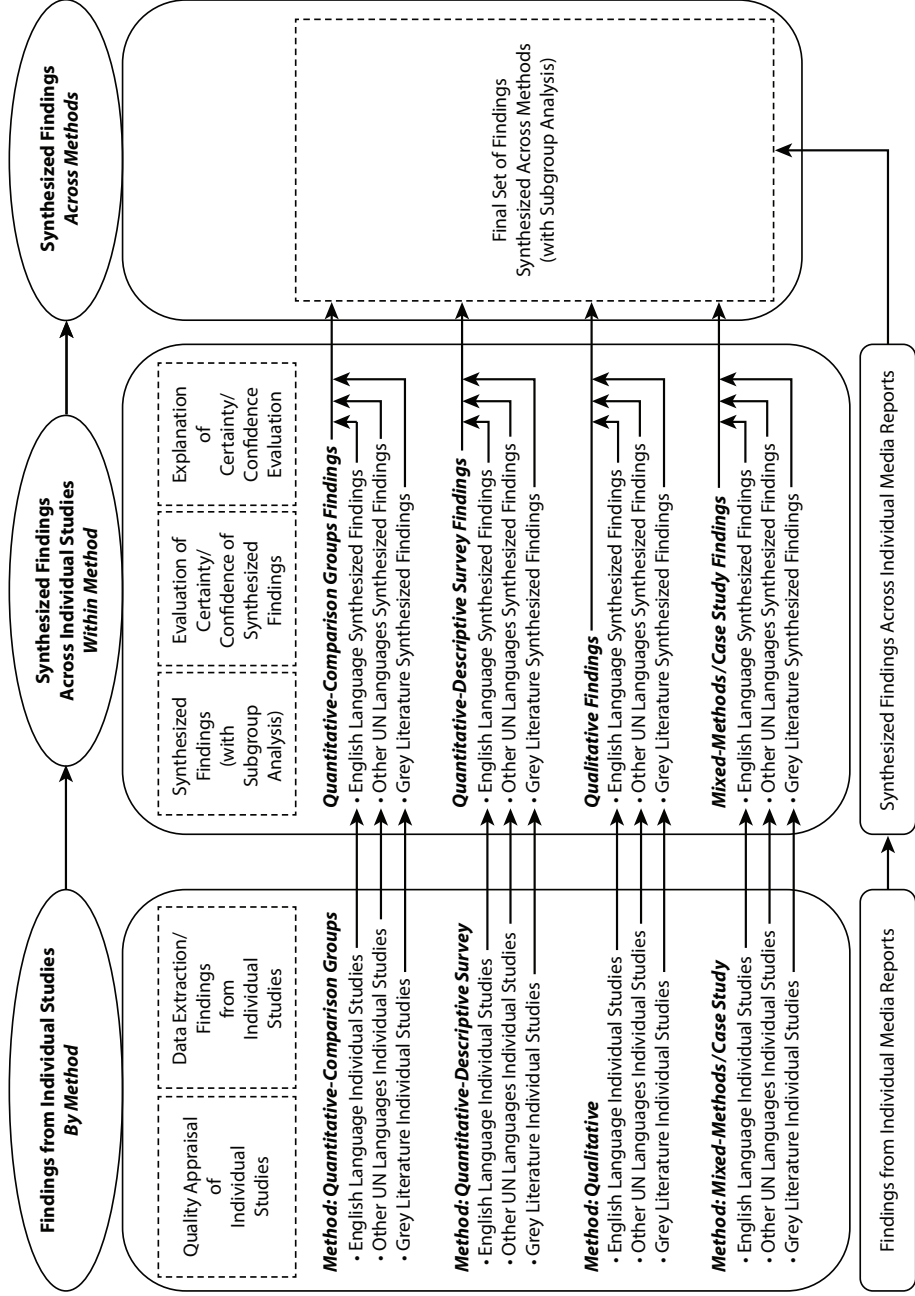 Findings from Individual Studies
By Method
Synthesized Findings
Across Individual Studies
Within Method
Synthesized Findings
Across Methods
Quality Appraisal
of
Individual
Studies
Data Extraction/
Findings
from
Individual
Studies
Method: Quantitative-Comparison Groups
• English Language Individual Studies
• Other UN Languages Individual Studies
• Grey Literature Individual Studies
Method: Quantitative-Descriptive Survey
• English Language Individual Studies
• Other UN Languages Individual Studies
• Grey Literature Individual Studies
Method: Qualitative
• English Language Individual Studies
• Other UN Languages Individual Studies
• Grey Literature Individual Studies
Method: Mixed-Methods/Case Study
• English Language Individual Studies
• Other UN Languages Individual Studies
• Grey Literature Individual Studies
Synthesized
Findings
(with
Subgroup
Analysis)
Evaluation of
Certainty/
Confidence of
Synthesized
Findings
Explanation
of
Certainty/
Confidence
Evaluation
Quantitative-Comparison Groups Findings
• English Language Synthesized Findings
• Other UN Languages Synthesized Findings
• Grey Literature Synthesized Findings
Quantitative-Descriptive Survey Findings
• English Language Synthesized Findings
• Other UN Languages Synthesized Findings
• Grey Literature Synthesized Findings
Qualitative Findings
• English Language Synthesized Findings
• Other UN Languages Synthesized Findings
• Grey Literature Synthesized Findings
Mixed-Methods/Case Study Findings
• English Language Synthesized Findings
• Other UN Languages Synthesized Findings
• Grey Literature Synthesized Findings
Final Set of Findings
Synthesized Across Methods
(with Subgroup Analysis)
Findings from Individual Media Reports
Synthesized Findings Across Individual Media Reports